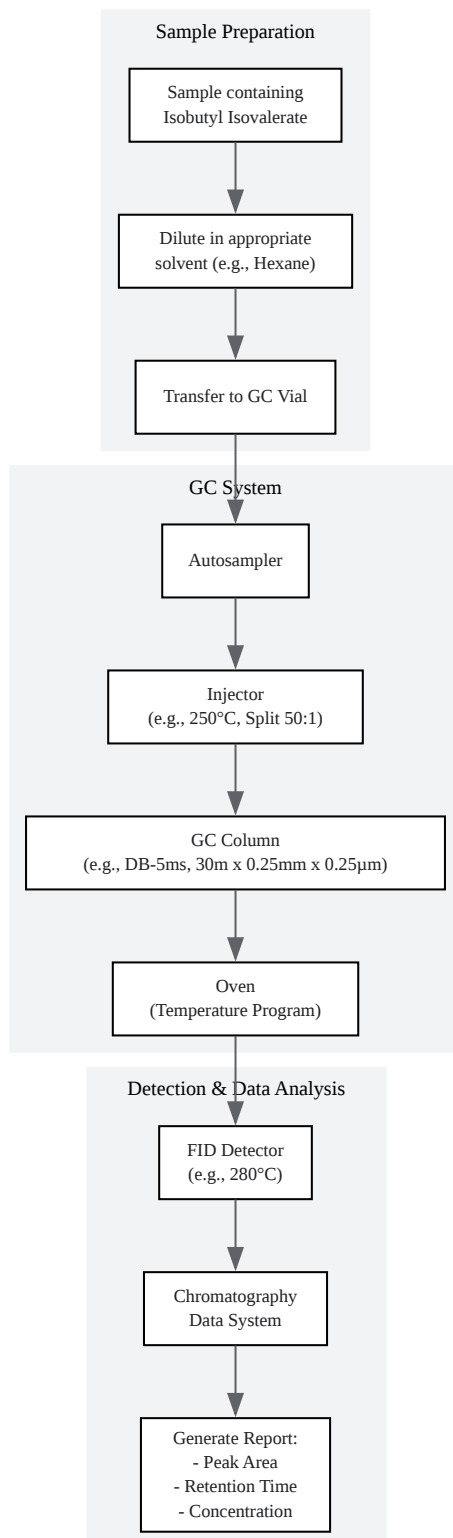 Sample Preparation
Sample containing
Isobutyl Isovalerate
Dilute in appropriate
solvent (e.g., Hexane)
Transfer to GC Vial
GC System
Autosampler
Injector
(e.g., 250°C, Split 50:1)
GC Column
(e.g., DB-5ms, 30m x 0.25mm x 0.25µm)
Oven
(Temperature Program)
Detection & Data Analysis
FID Detector
(e.g., 280°C)
Chromatography
Data System
Generate Report:
- Peak Area
- Retention Time
- Concentration